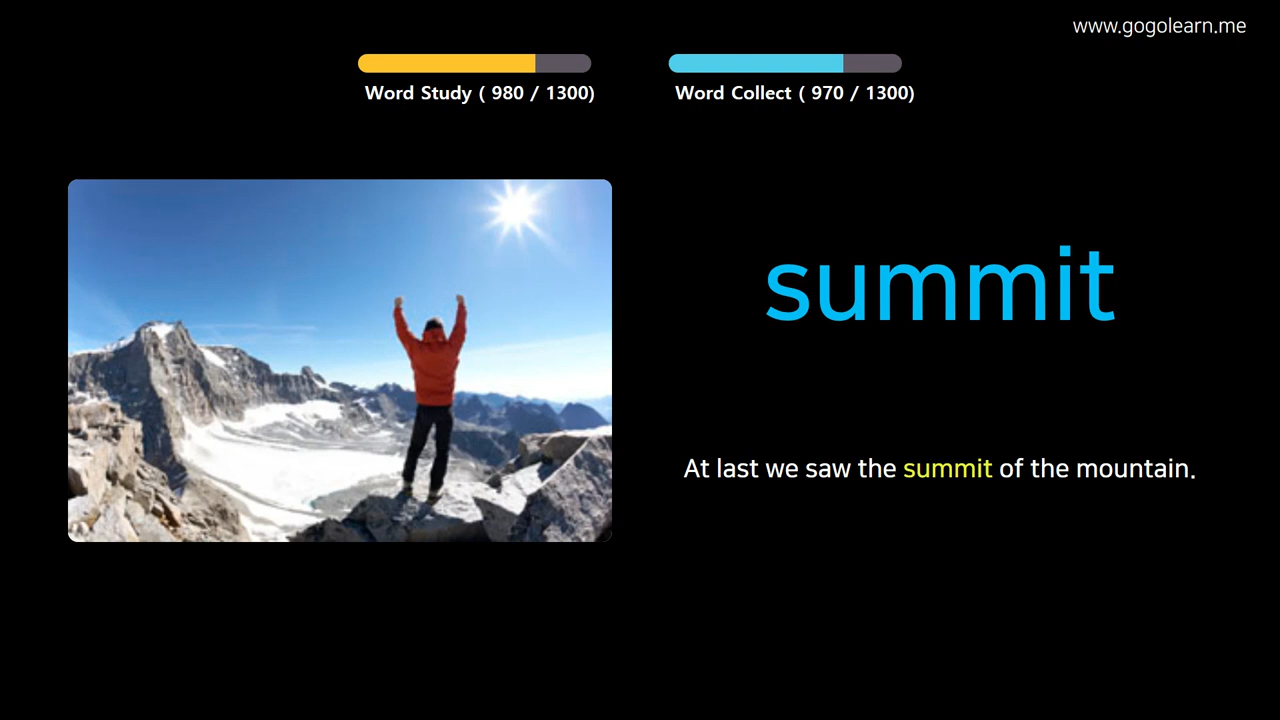 www.gogolearn.me
Word Study ( 980 / 1300)
Word Collect ( 970 / 1300)
summit
At last we saw the summit of the mountain.